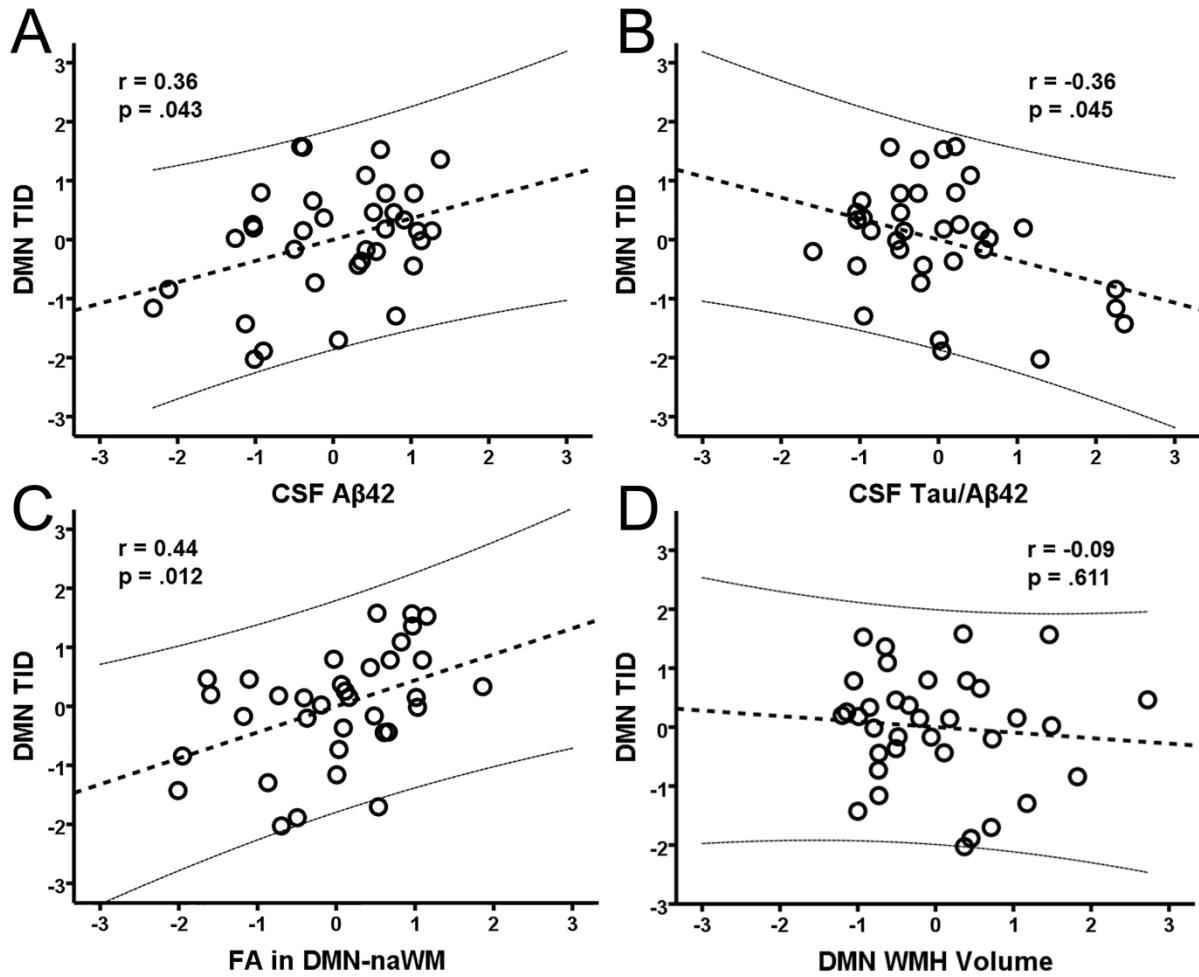 A
r = 0.36
p = .043
DMN TID
3
2
1
0
-1
-2
-3
-3 -2 -1 0 1 2 3
CSF Aβ42
B
r = -0.36
p = .045
DMN TID
3
2
1
0
-1
-2
-3
-3 -2 -1 0 1 2 3
CSF Tau/Aβ42
C
r = 0.44
p = .012
DMN TID
3
2
1
0
-1
-2
-3
-3 -2 -1 0 1 2 3
FA in DMN-naWM
D
r = -0.09
p = .611
DMN TID
3
2
1
0
-1
-2
-3
-3 -2 -1 0 1 2 3
DMN WMH Volume